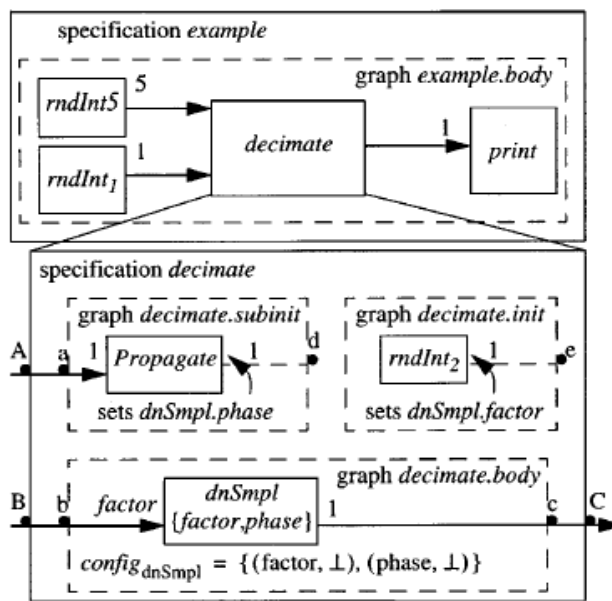 specification example
graph example.body
rndInt5
5
decimate
1
print
rndInt1
1
specification decimate
graph decimate.subinit
graph decimate.init
A
a
1
Propagate
1
d
rndInt2
1
e
sets dnSmpl.phase
sets dnSmpl.factor
graph decimate.body
B
b
factor
dnSmpl
{factor,phase}
1
c
C
config_dnSmpl = {(factor, ⊥), (phase, ⊥)}